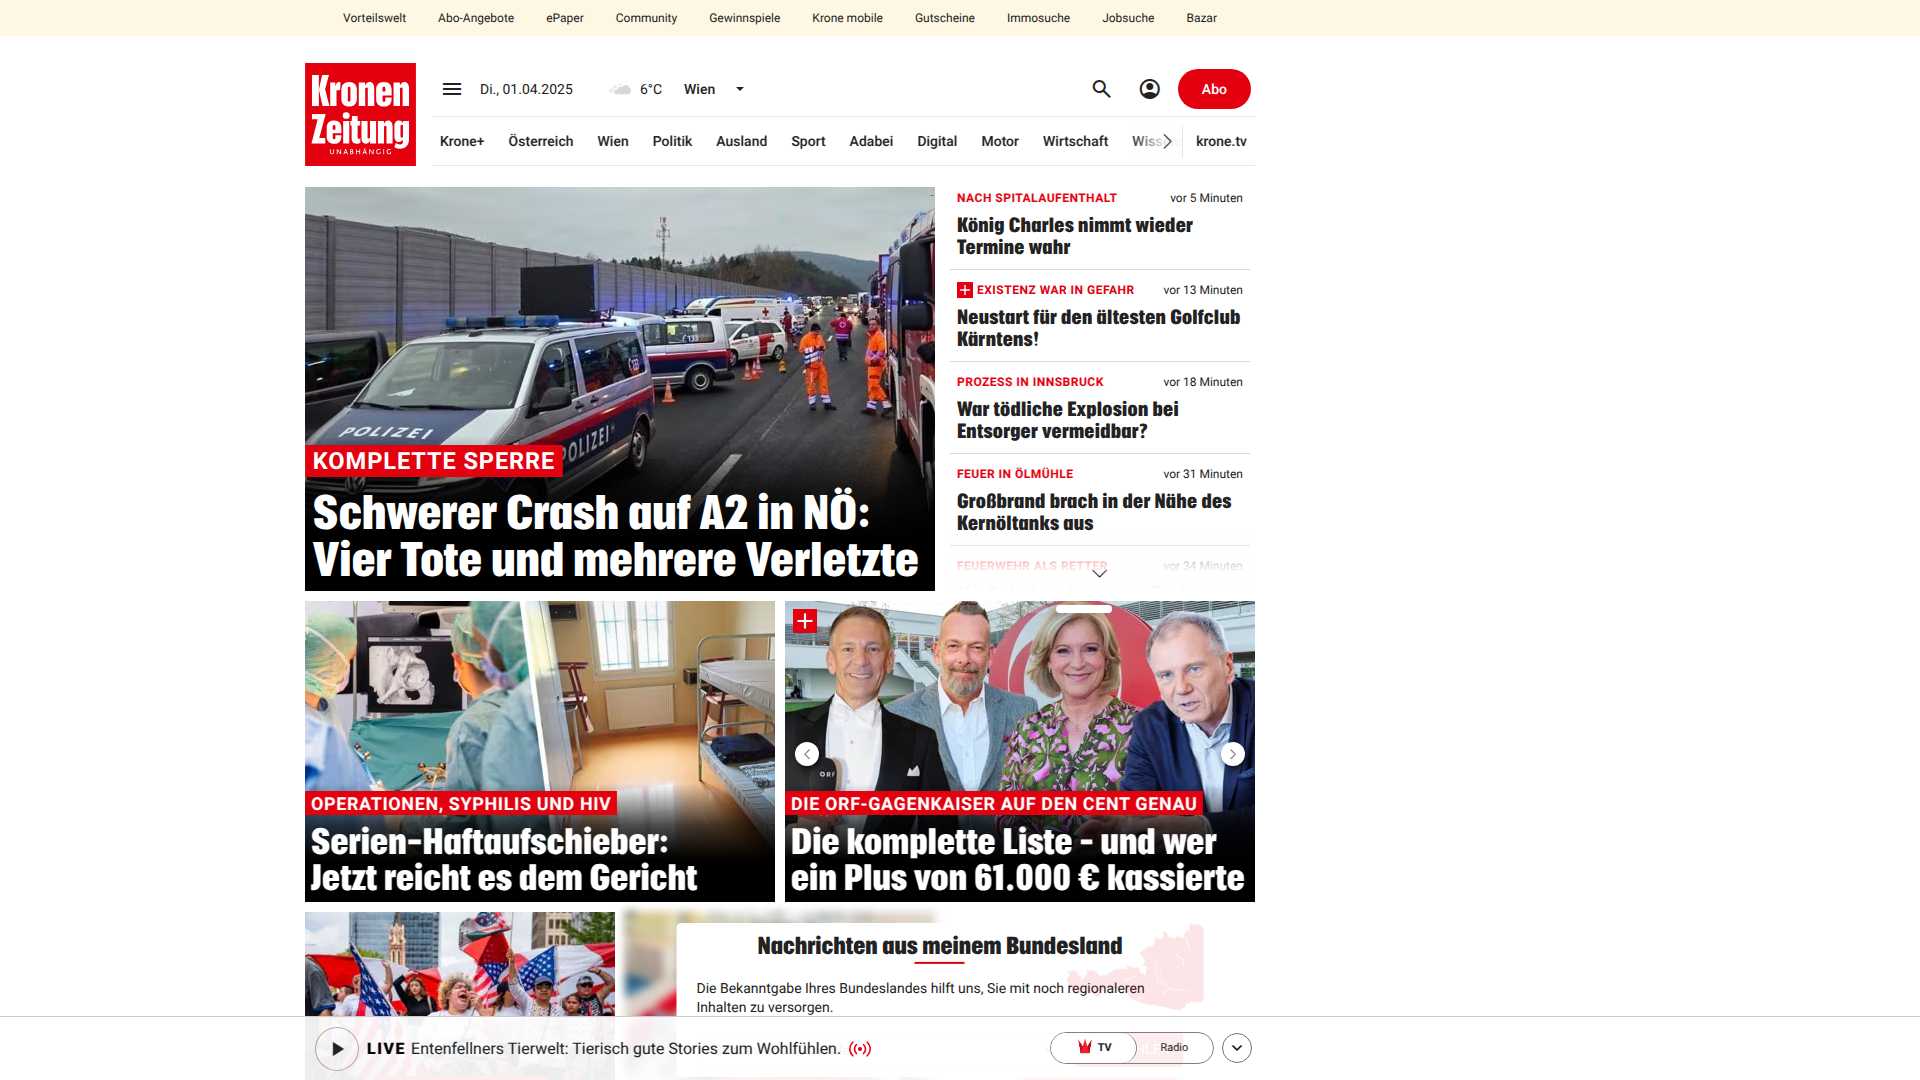 Vorteilswelt Abo-Angebote ePaper Community Gewinnspiele Krone mobile Gutscheine Immosuche Jobsuche Bazar
Kronen
Zeitung
UNABHÄNGIG
Di., 01.04.2025 6°C Wien
Abo
Krone+ Österreich Wien Politik Ausland Sport Adabei Digital Motor Wirtschaft krone.tv
POLIZEI
POLIZEI
KOMPLETTE SPERRE
Schwerer Crash auf A2 in NÖ:
Vier Tote und mehrere Verletzte
NACH SPITALAUFENTHALT vor 5 Minuten
König Charles nimmt wieder
Termine wahr
EXISTENZ WAR IN GEFAHR vor 13 Minuten
Neustart für den ältesten Golfclub
Kärntens!
PROZESS IN INNSBRUCK vor 18 Minuten
War tödliche Explosion bei
Entsorger vermeidbar?
FEUER IN ÖLMÜHLE vor 31 Minuten
Großbrand brach in der Nähe des
Kernöltanks aus
FEUERWEHR ALS RETTER vor 34 Minuten
OPERATIONEN, SYPHILIS UND HIV
Serien-Haftaufschieber:
Jetzt reicht es dem Gericht
ORF
DIE ORF-GAGENKAISER AUF DEN CENT GENAU
Die komplette Liste - und wer
ein Plus von 61.000 € kassierte
Nachrichten aus meinem Bundesland
Die Bekanntgabe Ihres Bundeslandes hilft uns, Sie mit noch regionaleren
Inhalten zu versorgen.
LIVE Entenfellners Tierwelt: Tierisch gute Stories zum Wohlfühlen.
TV Radio